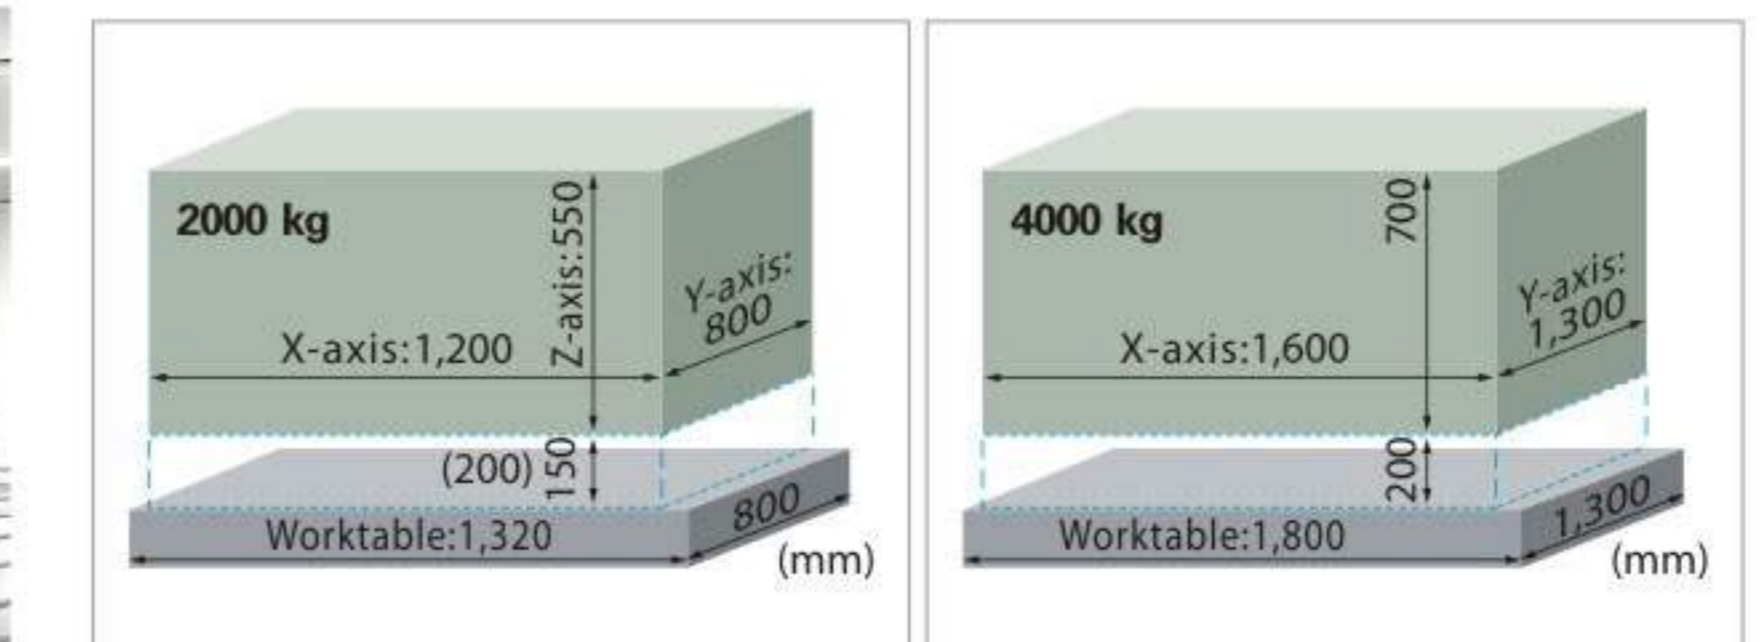 2000 kg
Z-axis:550
Y-axis:
800
X-axis:1,200
(200)
150
800
Worktable:1,320
(mm)
4000 kg
700
Y-axis:
1,300
X-axis:1,600
200
1,300
Worktable:1,800
(mm)